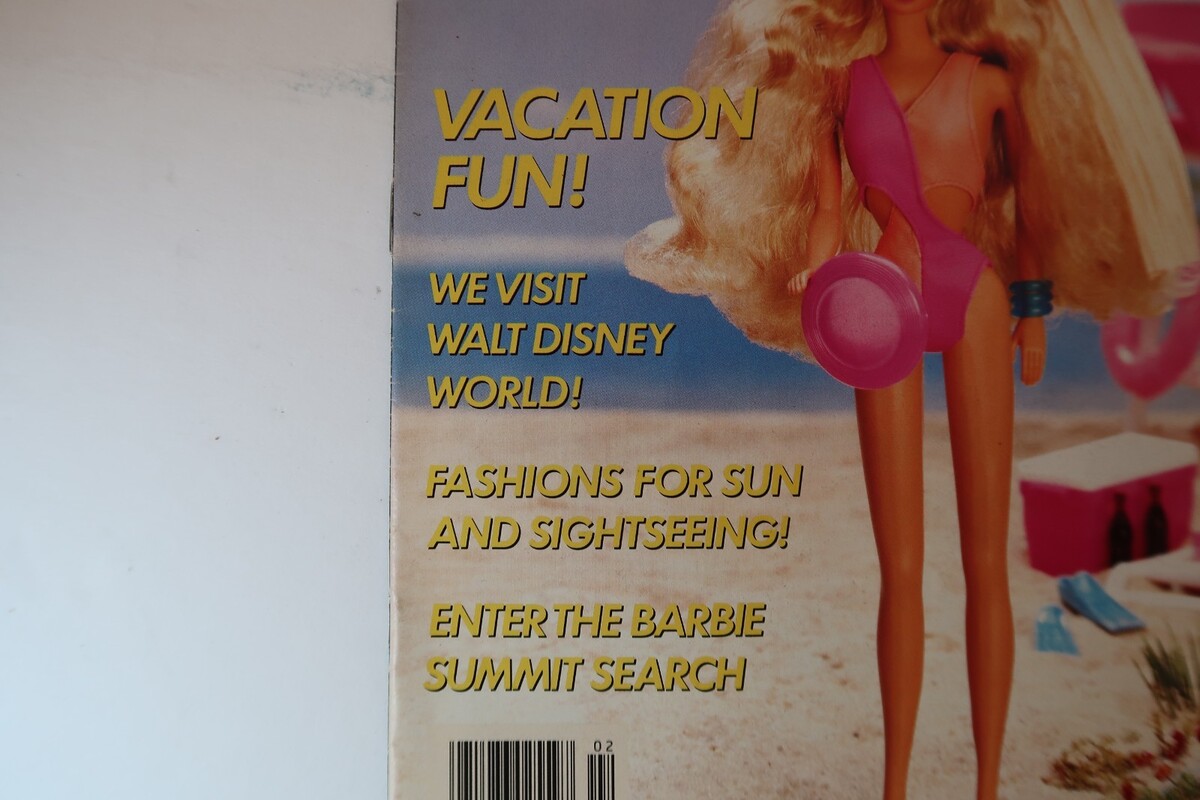 VACATION
FUN!
WE VISIT
WALT DISNEY
WORLD!
FASHIONS FOR SUN
AND SIGHTSEEING!
ENTER THE BARBIE
SUMMIT SEARCH
02